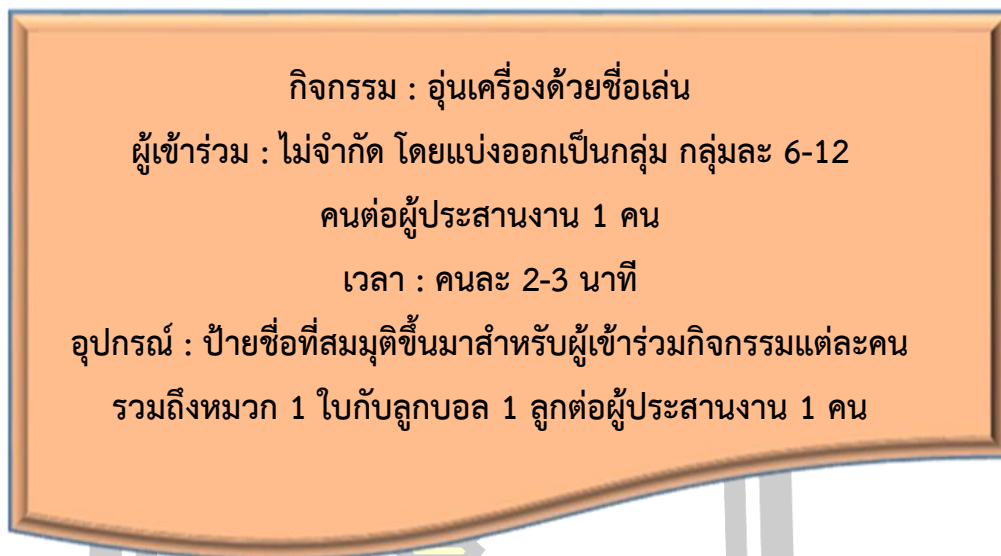 กิจกรรม : อุ่นเครื่องด้วยชื่อเล่น
ผู้เข้าร่วม : ไม่จำกัด โดยแบ่งออกเป็นกลุ่ม กลุ่มละ 6-12
คนต่อผู้ประสานงาน 1 คน
เวลา : คนละ 2-3 นาที
อุปกรณ์ : ป้ายชื่อที่สมมุติขึ้นมาสำหรับผู้เข้าร่วมกิจกรรมแต่ละคน
รวมถึงหมวก 1 ใบกับลูกบอล 1 ลูกต่อผู้ประสานงาน 1 คน